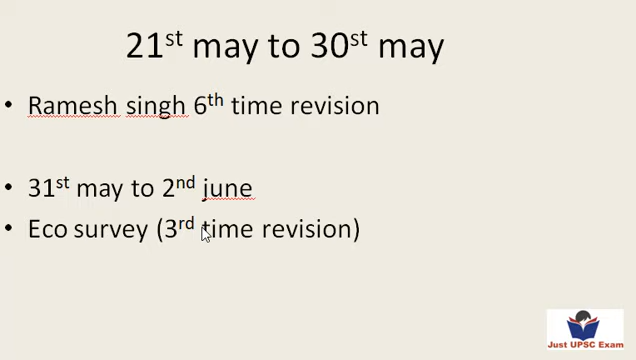 21st may to 30st may
• Ramesh singh 6th time revision
• 31st may to 2nd june
• Eco survey (3rd time revision)
Just UPSC Exam